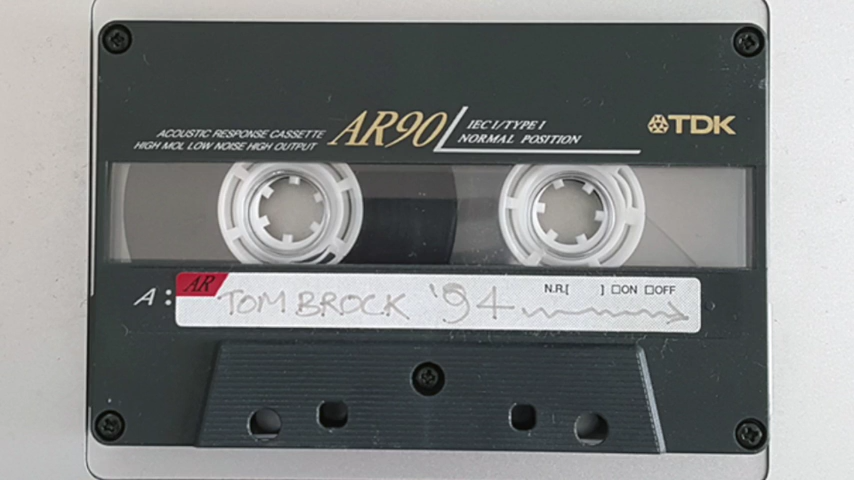 ACOUSTIC RESPONSE CASSETTE
HIGH MOL LOW NOISE HIGH OUTPUT
AR90
IEC I/TYPE I
NORMAL POSITION
TDK
A:
AR
TOM BROCK '94
N.R.[ ] □ON □OFF